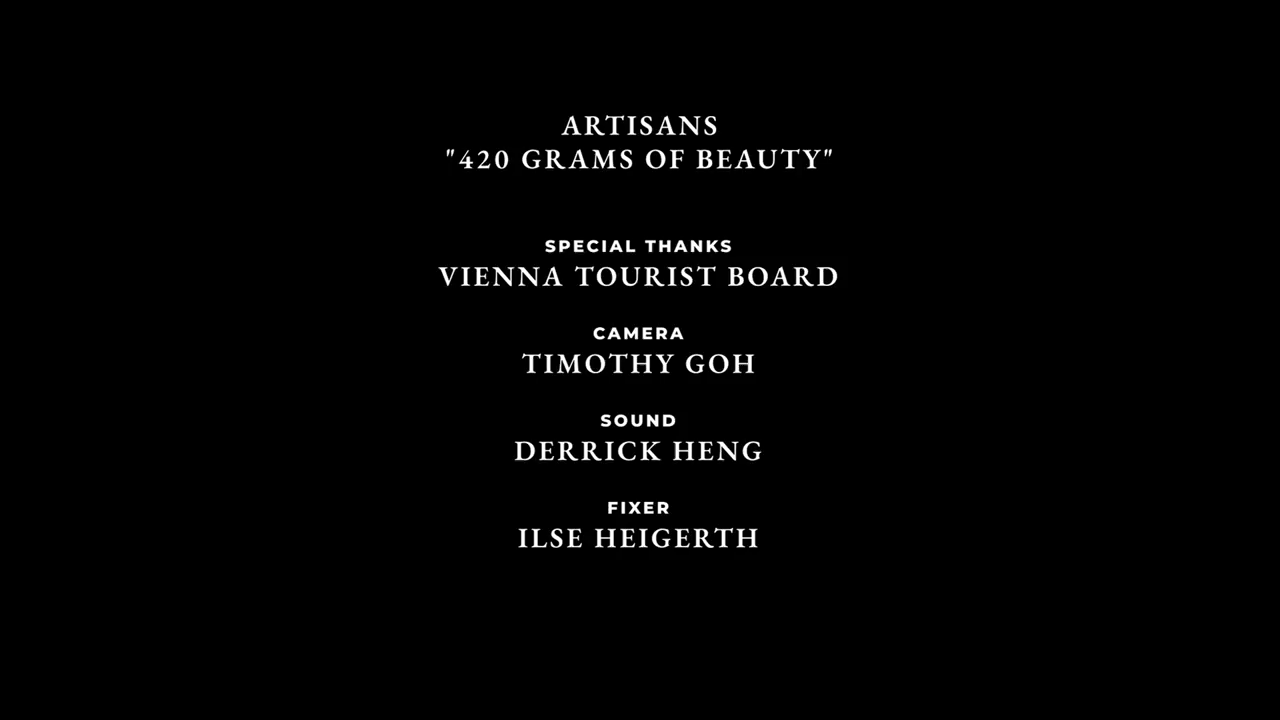 ARTISANS
"420 GRAMS OF BEAUTY"
SPECIAL THANKS
VIENNA TOURIST BOARD
CAMERA
TIMOTHY GOH
SOUND
DERRICK HENG
FIXER
ILSE HEIGERTH